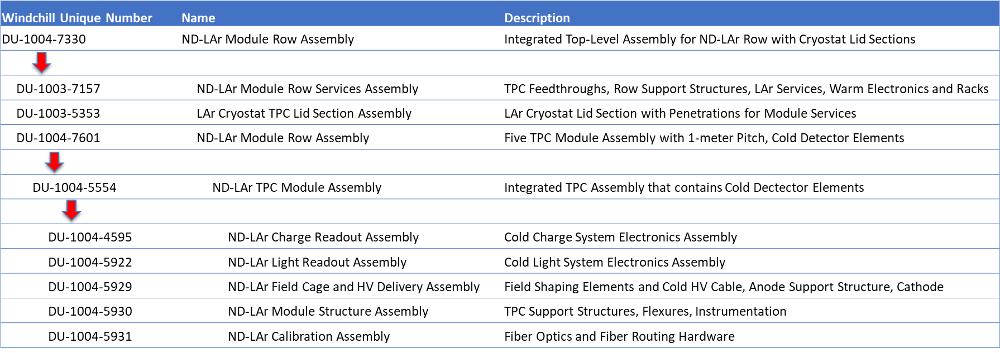 Windchill Unique Number Name Description
DU-1004-7330 ND-LAr Module Row Assembly Integrated Top-Level Assembly for ND-LAr Row with Cryostat Lid Sections
DU-1003-7157 ND-LAr Module Row Services Assembly TPC Feedthroughs, Row Support Structures, LAr Services, Warm Electronics and Racks
DU-1003-5353 LAr Cryostat TPC Lid Section Assembly LAr Cryostat Lid Section with Penetrations for Module Services
DU-1004-7601 ND-LAr Module Row Assembly Five TPC Module Assembly with 1-meter Pitch, Cold Detector Elements
DU-1004-5554 ND-LAr TPC Module Assembly Integrated TPC Assembly that contains Cold Dectector Elements
DU-1004-4595 ND-LAr Charge Readout Assembly Cold Charge System Electronics Assembly
DU-1004-5922 ND-LAr Light Readout Assembly Cold Light System Electronics Assembly
DU-1004-5929 ND-LAr Field Cage and HV Delivery Assembly Field Shaping Elements and Cold HV Cable, Anode Support Structure, Cathode
DU-1004-5930 ND-LAr Module Structure Assembly TPC Support Structures, Flexures, Instrumentation
DU-1004-5931 ND-LAr Calibration Assembly Fiber Optics and Fiber Routing Hardware